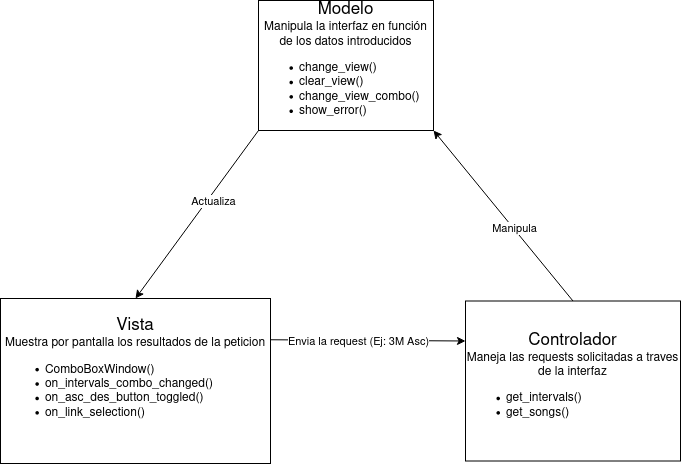 Modelo
Manipula la interfaz en función
de los datos introducidos
• change_view()
• clear_view()
• change_view_combo()
• show_error()
Actualiza
Manipula
Vista
Muestra por pantalla los resultados de la peticion
• ComboBoxWindow()
• on_intervals_combo_changed()
• on_asc_des_button_toggled()
• on_link_selection()
Envia la request (Ej: 3M Asc)
Controlador
Maneja las requests solicitadas a traves
de la interfaz
• get_intervals()
• get_songs()